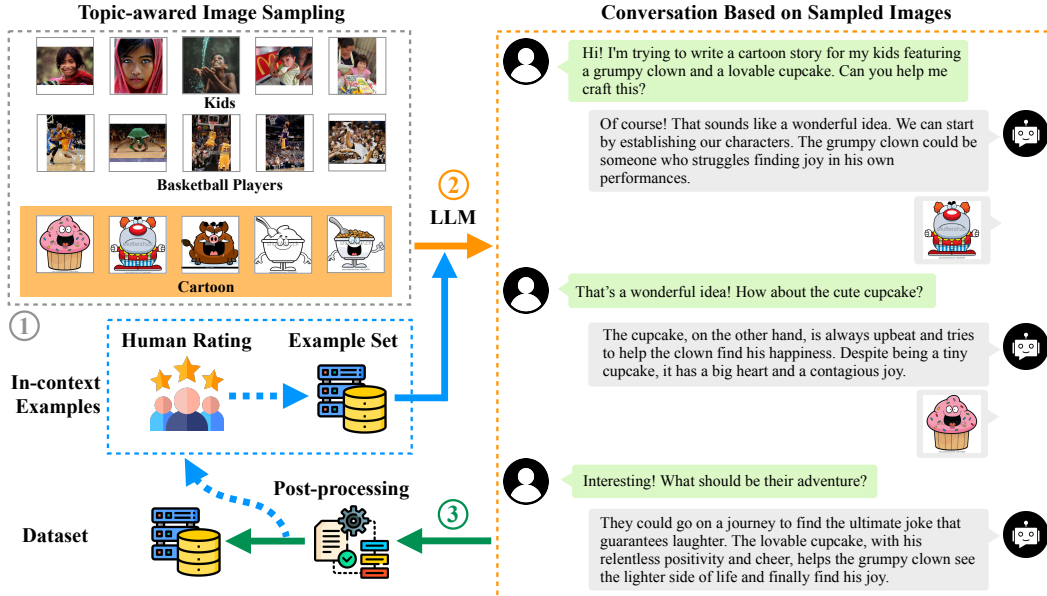 Topic-awared Image Sampling
Kids
Basketball Players
Cartoon
1
In-context
Examples
Human Rating
Example Set
2
LLM
Dataset
Post-processing
3
Conversation Based on Sampled Images
Hi! I'm trying to write a cartoon story for my kids featuring
a grumpy clown and a lovable cupcake. Can you help me
craft this?
Of course! That sounds like a wonderful idea. We can start
by establishing our characters. The grumpy clown could be
someone who struggles finding joy in his own
performances.
That's a wonderful idea! How about the cute cupcake?
The cupcake, on the other hand, is always upbeat and tries
to help the clown find his happiness. Despite being a tiny
cupcake, it has a big heart and a contagious joy.
Interesting! What should be their adventure?
They could go on a journey to find the ultimate joke that
guarantees laughter. The lovable cupcake, with his
relentless positivity and cheer, helps the grumpy clown see
the lighter side of life and finally find his joy.